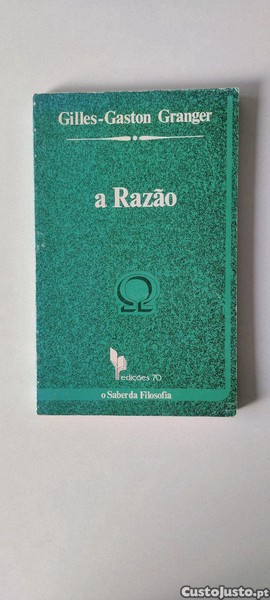 Gilles-Gaston Granger
a Razão
Ω
edições 70
o Saber da Filosofia
CustoJusto.pt